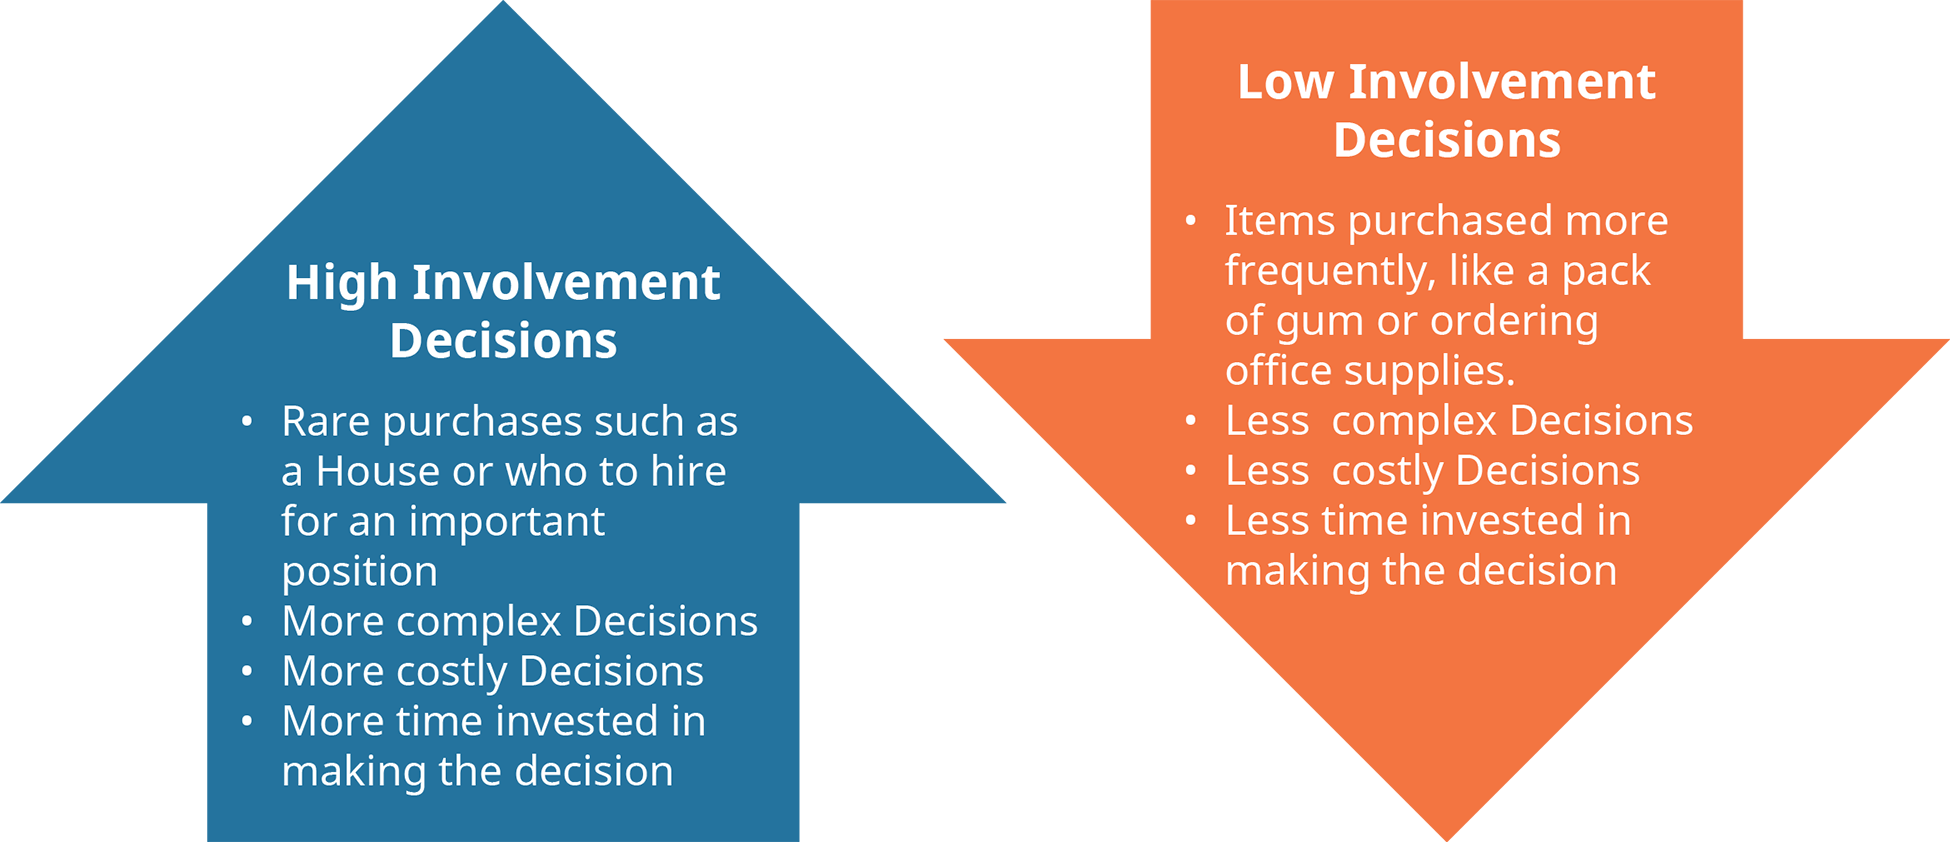 High Involvement
Decisions
• Rare purchases such as
a House or who to hire
for an important
position
• More complex Decisions
• More costly Decisions
• More time invested in
making the decision
Low Involvement
Decisions
• Items purchased more
frequently, like a pack
of gum or ordering
office supplies.
• Less  complex Decisions
• Less  costly Decisions
• Less time invested in
making the decision